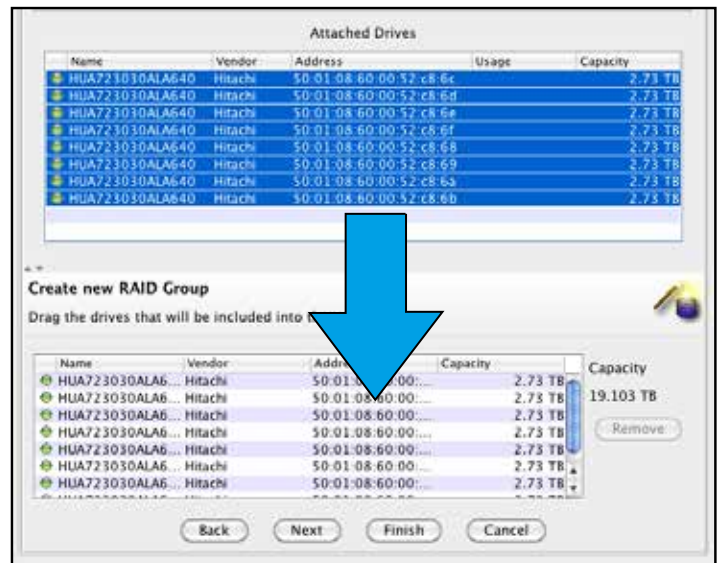 Attached Drives
Name Vendor Address Usage Capacity
HUA723030ALA640 Hitachi 50:01:08:60:00:52:c8:6c 2.73 TB
HUA723030ALA640 Hitachi 50:01:08:60:00:52:c8:6d 2.73 TB
HUA723030ALA640 Hitachi 50:01:08:60:00:52:c8:6e 2.73 TB
HUA723030ALA640 Hitachi 50:01:08:60:00:52:c8:6f 2.73 TB
HUA723030ALA640 Hitachi 50:01:08:60:00:52:c8:68 2.73 TB
HUA723030ALA640 Hitachi 50:01:08:60:00:52:c8:69 2.73 TB
HUA723030ALA640 Hitachi 50:01:08:60:00:52:c8:6a 2.73 TB
HUA723030ALA640 Hitachi 50:01:08:60:00:52:c8:6b 2.73 TB
Create new RAID Group
Drag the drives that will be included into
Name Vendor Capacity
HUA723030ALA6... Hitachi 2.73 TB
HUA723030ALA6... Hitachi 50:01:08:60:00:... 2.73 TB
HUA723030ALA6... Hitachi 50:01:08:60:00:... 2.73 TB
HUA723030ALA6... Hitachi 50:01:08:60:00:... 2.73 TB
HUA723030ALA6... Hitachi 50:01:08:60:00:... 2.73 TB
HUA723030ALA6... Hitachi 50:01:08:60:00:... 2.73 TB
HUA723030ALA6... Hitachi 50:01:08:60:00:... 2.73 TB
Capacity
19.103 TB
Remove
Back Next Finish Cancel